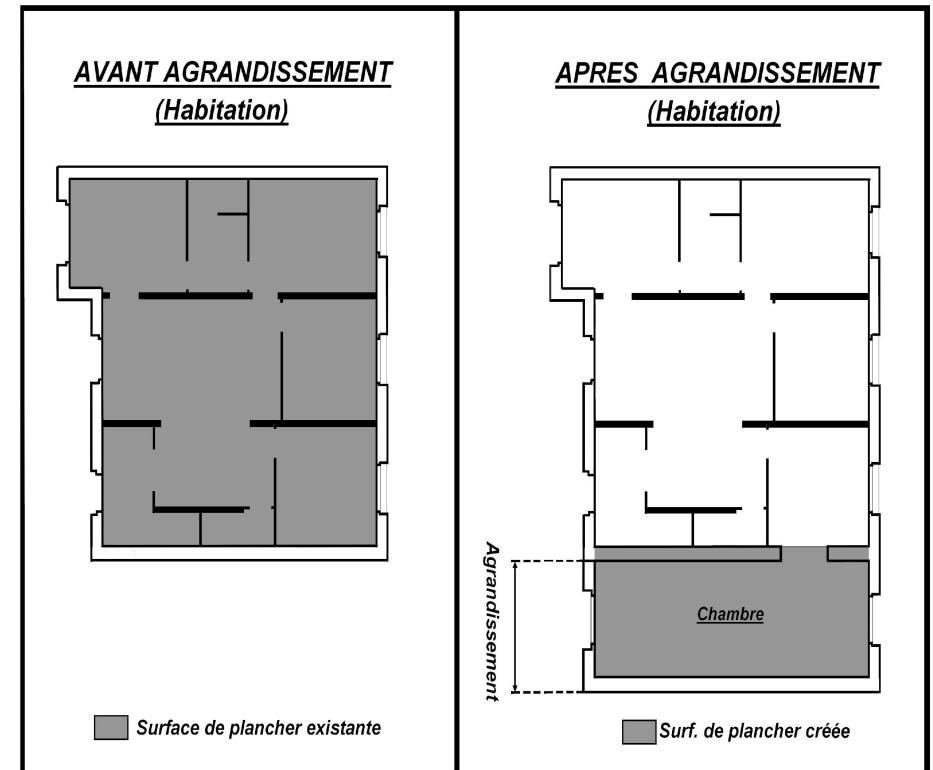 AVANT AGRANDISSEMENT
(Habitation)
Surface de plancher existante
APRES AGRANDISSEMENT
(Habitation)
Agrandissement
Chambre
Surf. de plancher créée